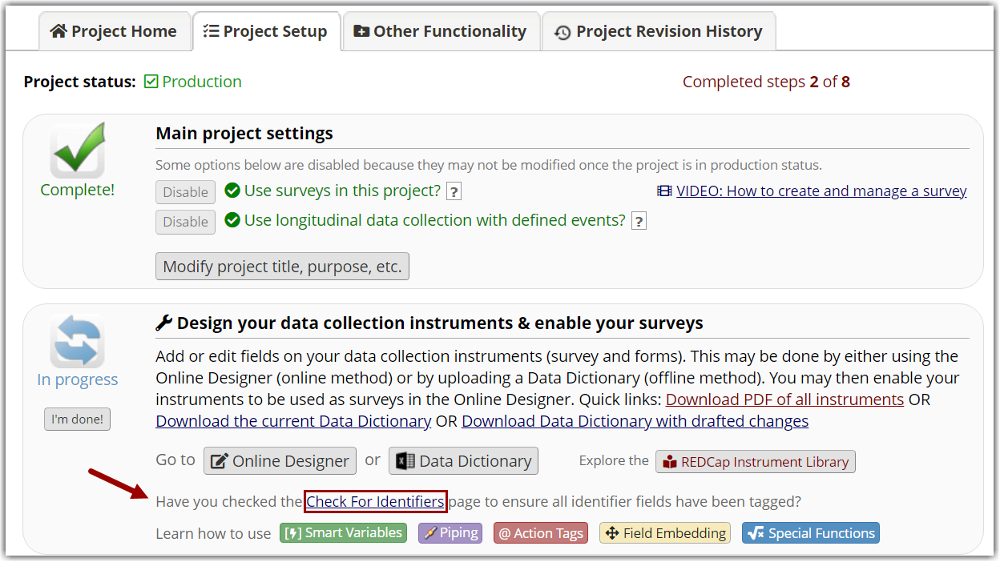 Project Home
Project Setup
Other Functionality
Project Revision History
Project status: Production
Completed steps 2 of 8
Complete!
Main project settings
Some options below are disabled because they may not be modified once the project is in production status.
Disable Use surveys in this project? ?
VIDEO: How to create and manage a survey
Disable Use longitudinal data collection with defined events? ?
Modify project title, purpose, etc.
In progress
I'm done!
Design your data collection instruments & enable your surveys
Add or edit fields on your data collection instruments (survey and forms). This may be done by either using the
Online Designer (online method) or by uploading a Data Dictionary (offline method). You may then enable your
instruments to be used as surveys in the Online Designer. Quick links: Download PDF of all instruments OR
Download the current Data Dictionary OR Download Data Dictionary with drafted changes
Go to Online Designer or Data Dictionary Explore the REDCap Instrument Library
Have you checked the Check For Identifiers page to ensure all identifier fields have been tagged?
Learn how to use [⚡] Smart Variables Piping @ Action Tags Field Embedding Special Functions